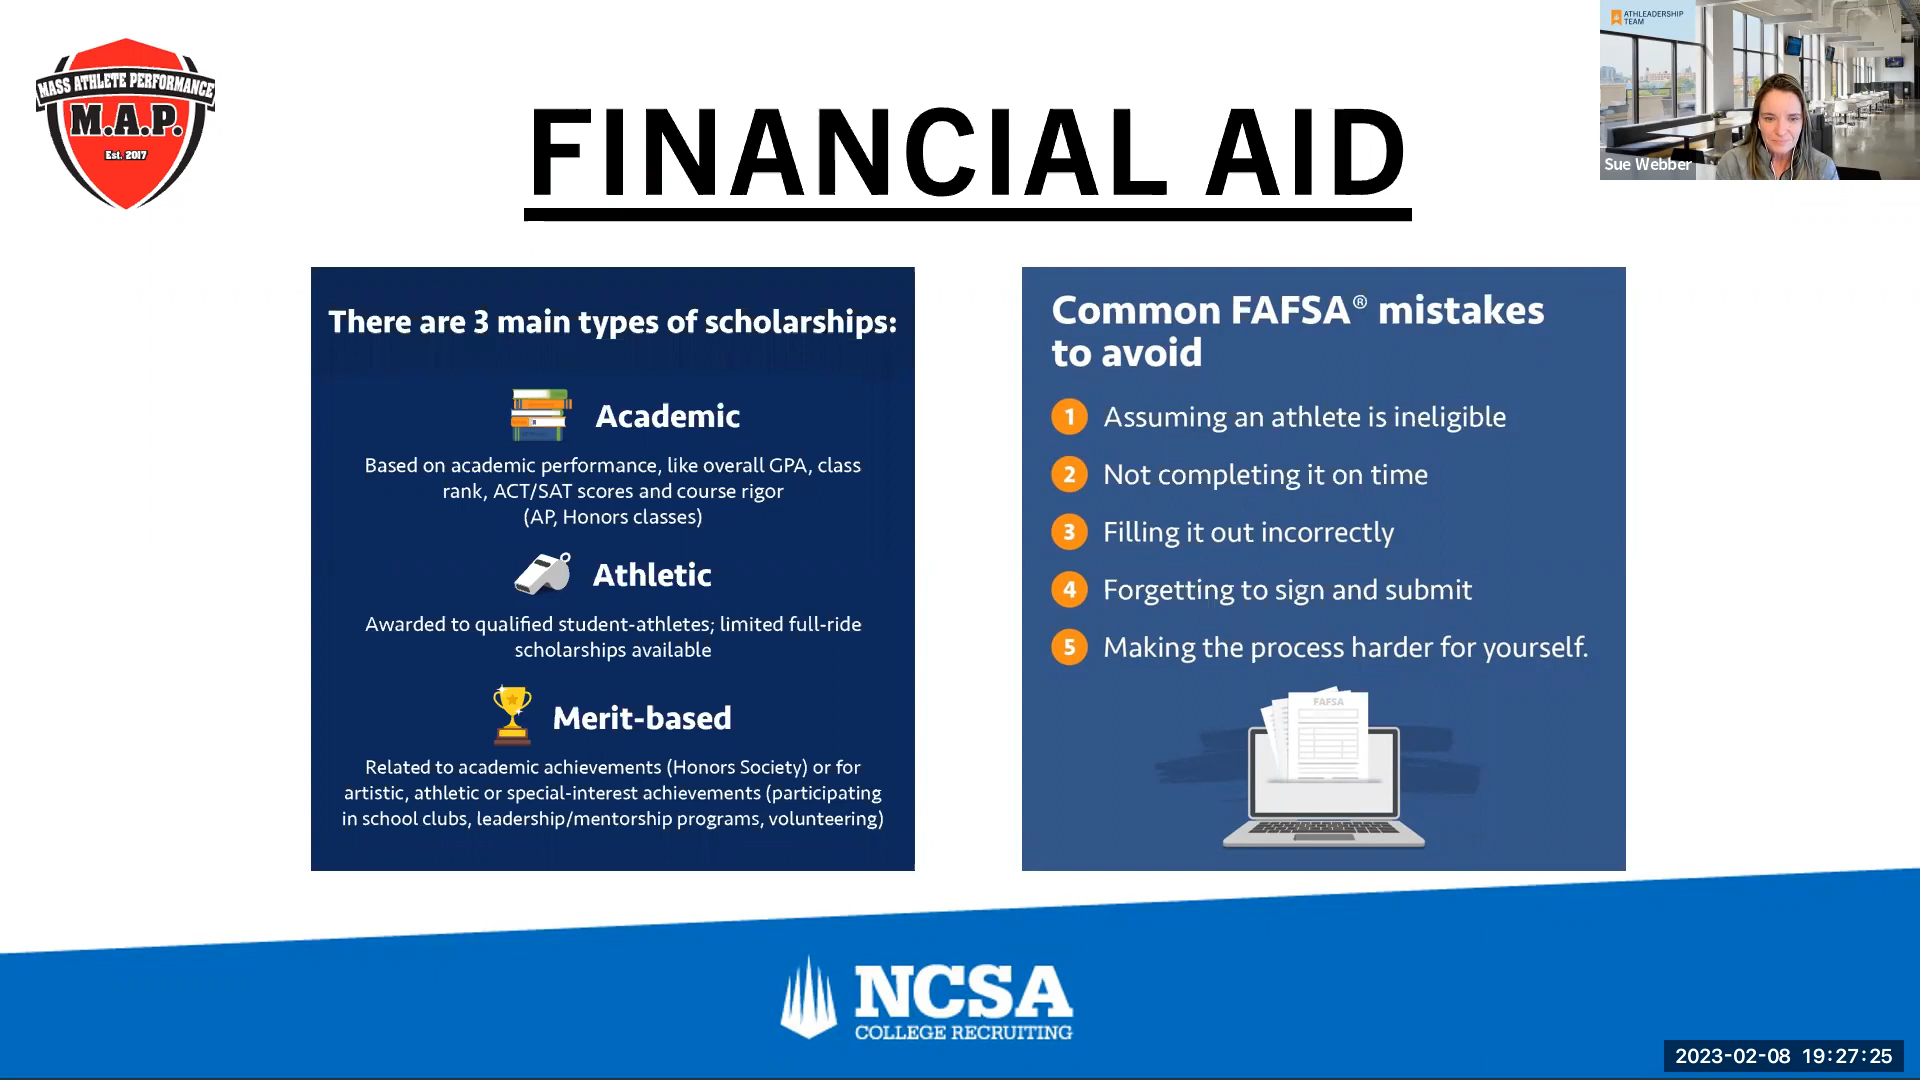 MASS ATHLETE PERFORMANCE
M.A.P.
Est. 2017
FINANCIAL AID
ATHLEADERSHIP
TEAM
Sue Webber
There are 3 main types of scholarships:
Academic
Based on academic performance, like overall GPA, class
rank, ACT/SAT scores and course rigor
(AP, Honors classes)
Athletic
Awarded to qualified student-athletes; limited full-ride
scholarships available
Merit-based
Related to academic achievements (Honors Society) or for
artistic, athletic or special-interest achievements (participating
in school clubs, leadership/mentorship programs, volunteering)
Common FAFSA® mistakes
to avoid
1 Assuming an athlete is ineligible
2 Not completing it on time
3 Filling it out incorrectly
4 Forgetting to sign and submit
5 Making the process harder for yourself.
FAFSA
NCSA
COLLEGE RECRUITING
2023-02-08 19:27:25